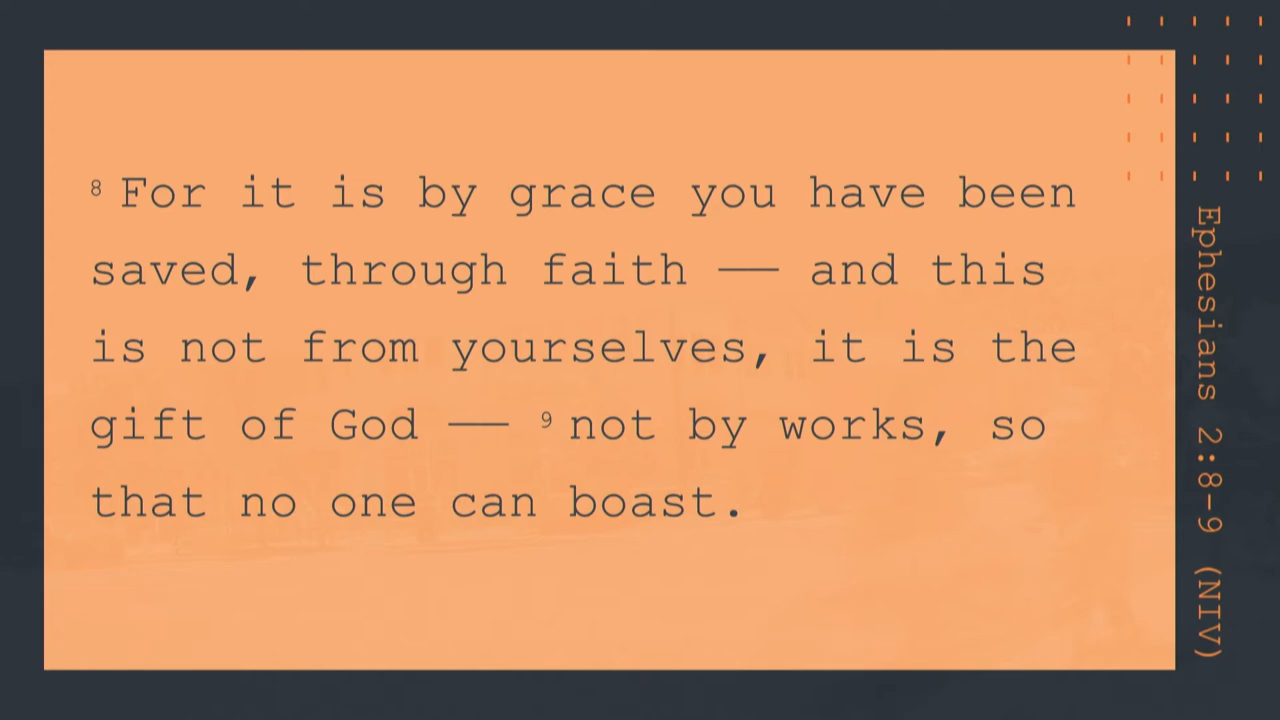 ⁸ For it is by grace you have been
saved, through faith — and this
is not from yourselves, it is the
gift of God — ⁹ not by works, so
that no one can boast.
Ephesians 2:8-9 (NIV)